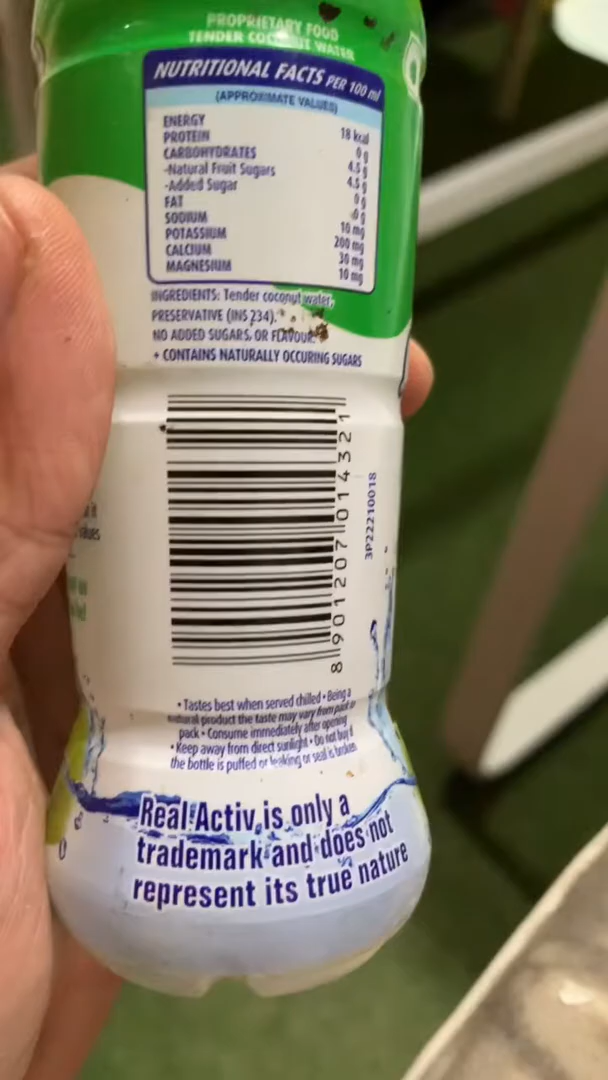 PROPRIETARY FOOD
TENDER COCONUT WATER
NUTRITIONAL FACTS PER 100 ml
(APPROXIMATE VALUES)
ENERGY 18 kcal
PROTEIN 0 g
CARBOHYDRATES 4.5 g
-Natural Fruit Sugars 4.5 g
-Added Sugar 0 g
FAT 0 g
SODIUM 10 mg
POTASSIUM 200 mg
CALCIUM 30 mg
MAGNESIUM 10 mg
INGREDIENTS: Tender coconut water,
PRESERVATIVE (INS 234).
NO ADDED SUGARS, OR FLAVOUR
• CONTAINS NATURALLY OCCURING SUGARS
8 901207 014321
3P22210018
• Tastes best when served chilled • Being a
natural product the taste may vary from pack to
pack • Consume immediately after opening
• Keep away from direct sunlight • Do not buy if
the bottle is puffed or leaking or seal is broken
Real Activ is only a
trademark and does not
represent its true nature